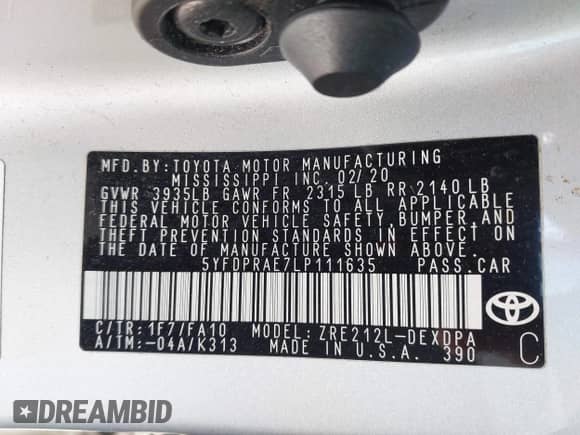 MFD. BY: TOYOTA MOTOR MANUFACTURING
MISSISSIPPI INC. 02/20
GVWR 3935LB GAWR FR 2315 LB RR 2140 LB
THIS VEHICLE CONFORMS TO ALL APPLICABLE
FEDERAL MOTOR VEHICLE SAFETY, BUMPER, AND
THEFT PREVENTION STANDARDS IN EFFECT ON
THE DATE OF MANUFACTURE SHOWN ABOVE.
5YFDPRAE7LP111635 PASS. CAR
C/TR: 1F7/FA10 MODEL: ZRE212L-DEXDPA
A/TM: -04A/K313 MADE IN U.S.A. 390
C
DREAMBID